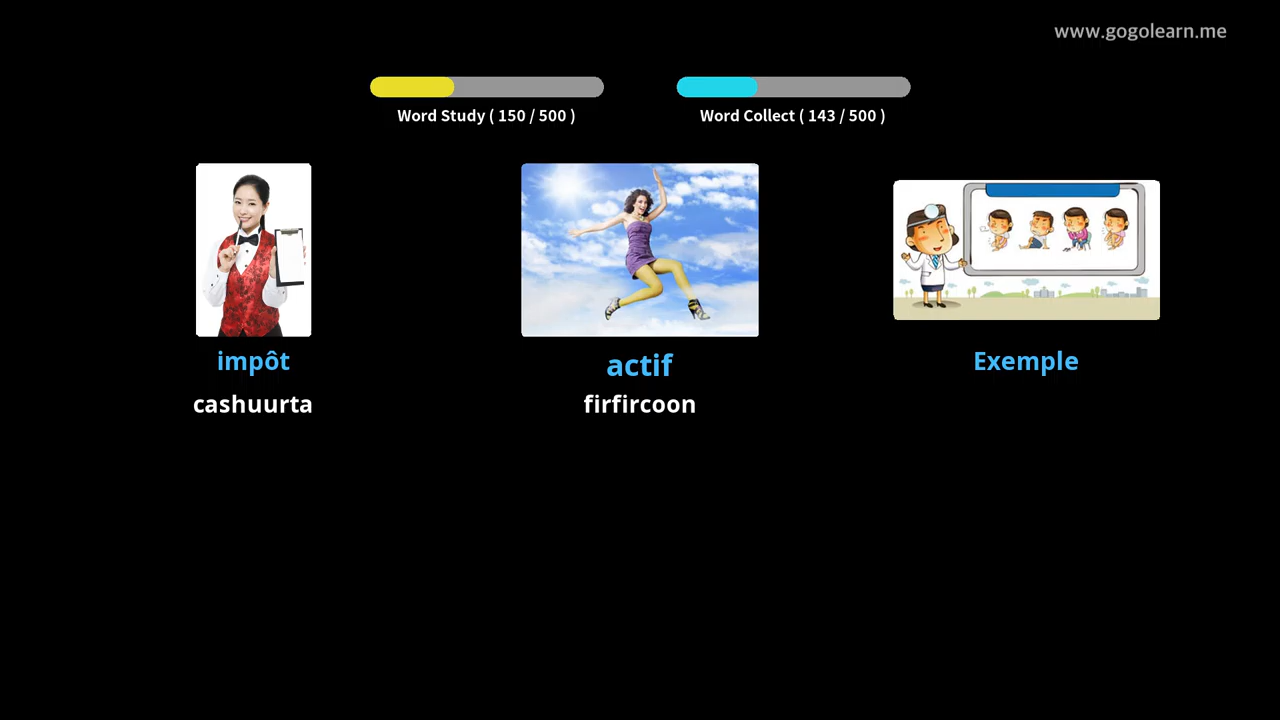 www.gogolearn.me
Word Study ( 150 / 500 )
Word Collect ( 143 / 500 )
impôt
actif
Exemple
cashuurta
firfircoon